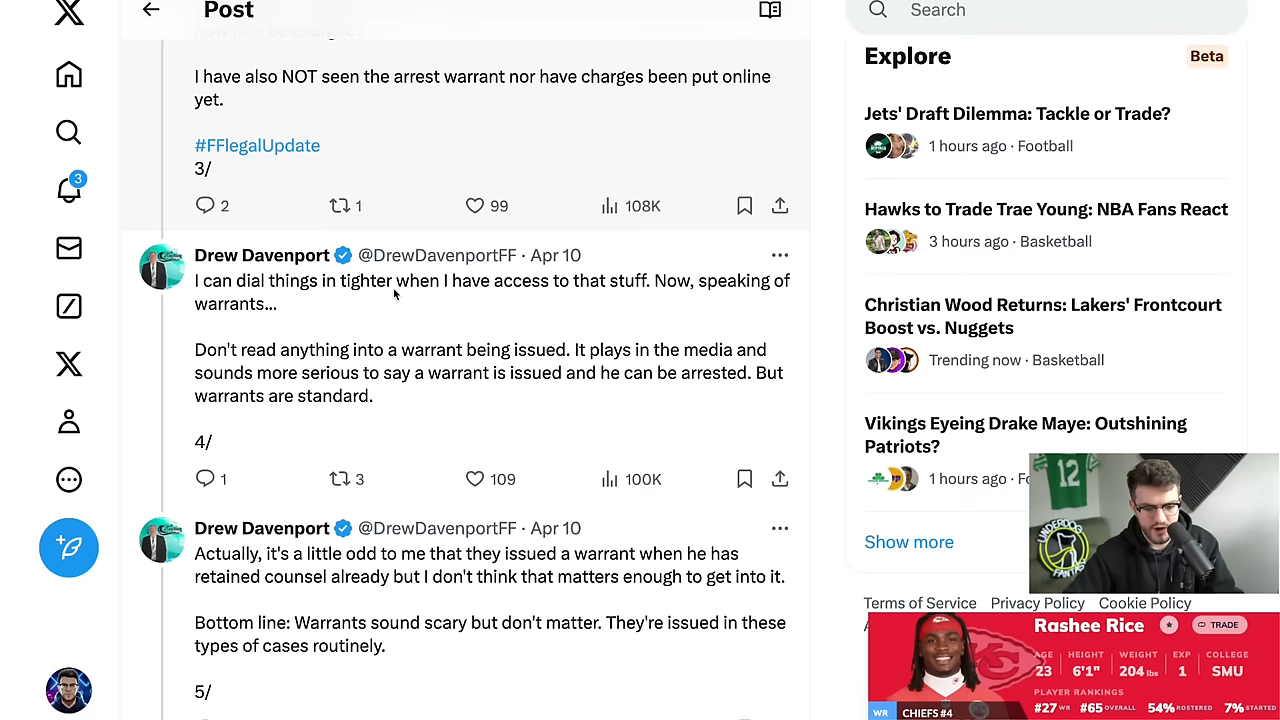 Post
Search
I have also NOT seen the arrest warrant nor have charges been put online
yet.
#FFlegalUpdate
3/
2
1
99
108K
3
Drew Davenport @DrewDavenportFF · Apr 10
I can dial things in tighter when I have access to that stuff. Now, speaking of
warrants...
Don't read anything into a warrant being issued. It plays in the media and
sounds more serious to say a warrant is issued and he can be arrested. But
warrants are standard.
4/
1
3
109
100K
Drew Davenport @DrewDavenportFF · Apr 10
Actually, it's a little odd to me that they issued a warrant when he has
retained counsel already but I don't think that matters enough to get into it.
Bottom line: Warrants sound scary but don't matter. They're issued in these
types of cases routinely.
5/
Explore
Beta
Jets' Draft Dilemma: Tackle or Trade?
1 hours ago · Football
Hawks to Trade Trae Young: NBA Fans React
3 hours ago · Basketball
Christian Wood Returns: Lakers' Frontcourt
Boost vs. Nuggets
Trending now · Basketball
Vikings Eyeing Drake Maye: Outshining
Patriots?
1 hours ago · Fo
Show more
12
UNDERDOG
FANTASY
Terms of Service Privacy Policy Cookie Policy
Rashee Rice
TRADE
AGE HEIGHT WEIGHT EXP COLLEGE
23 6'1" 204 lbs 1 SMU
PLAYER RANKINGS
#27 WR #65 OVERALL 54% ROSTERED 7% STARTED
WR CHIEFS #4